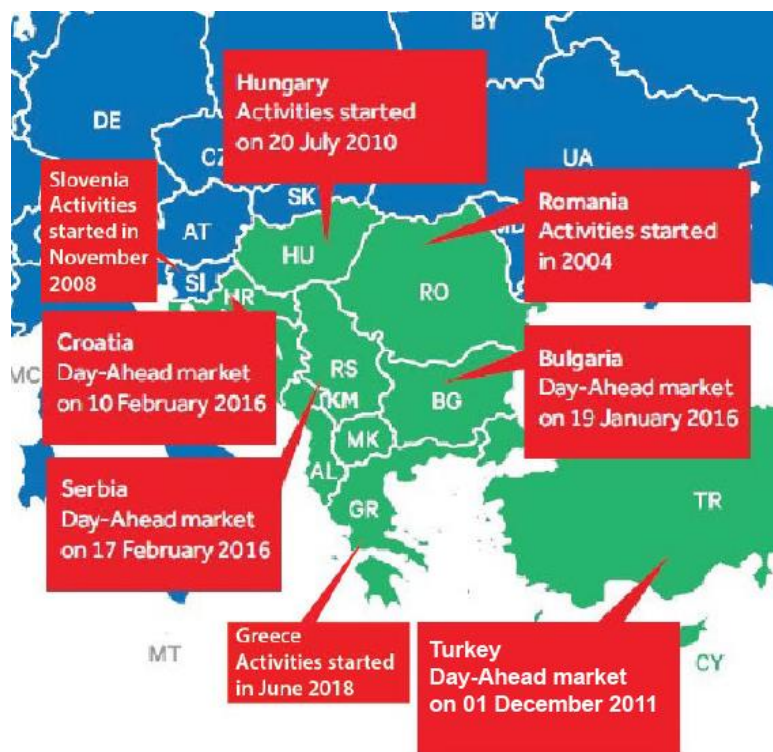 BY
Hungary
Activities started
on 20 July 2010
DE
CZ
UA
Slovenia
Activities
started in
November
2008
SK
AT
Romania
Activities started
in 2004
MD
HU
SI
HR
RO
Croatia
Day-Ahead market
on 10 February 2016
MC
RS
Bulgaria
Day-Ahead market
on 19 January 2016
KM
BG
MK
Serbia
Day-Ahead market
on 17 February 2016
AL
GR
TR
Greece
Activities started
in June 2018
MT
Turkey
Day-Ahead market
on 01 December 2011
CY